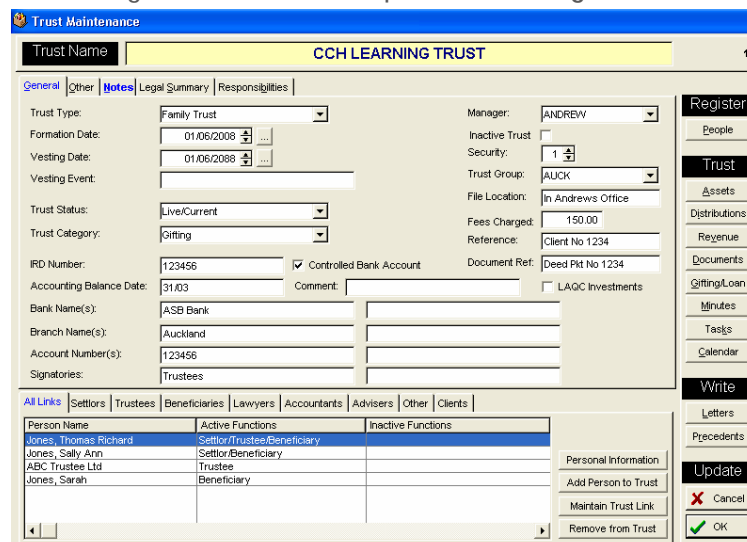 Trust Maintenance
Trust Name CCH LEARNING TRUST
General Other Notes Legal Summary Responsibilities
Trust Type: Family Trust Manager: ANDREW
Formation Date: 01/06/2008 ... Inactive Trust
Vesting Date: 01/06/2088 ... Security: 1
Vesting Event: Trust Group: AUCK
File Location: In Andrews Office
Trust Status: Live/Current Fees Charged: 150.00
Trust Category: Gifting Reference: Client No 1234
IRD Number: 123456 Controlled Bank Account Document Ref: Deed Pkt No 1234
Accounting Balance Date: 31/03 Comment: LAQC Investments
Bank Name(s): ASB Bank
Branch Name(s): Auckland
Account Number(s): 123456
Signatories: Trustees
All Links Settlors Trustees Beneficiaries Lawyers Accountants Advisers Other Clients
Person Name Active Functions Inactive Functions
Jones, Thomas Richard Settlor/Trustee/Beneficiary
Jones, Sally Ann Settlor/Beneficiary
ABC Trustee Ltd Trustee
Jones, Sarah Beneficiary
Personal Information
Add Person to Trust
Maintain Trust Link
Remove from Trust
Register
People
Trust
Assets
Distributions
Revenue
Documents
Gifting/Loan
Minutes
Tasks
Calendar
Write
Letters
Precedents
Update
Cancel
OK